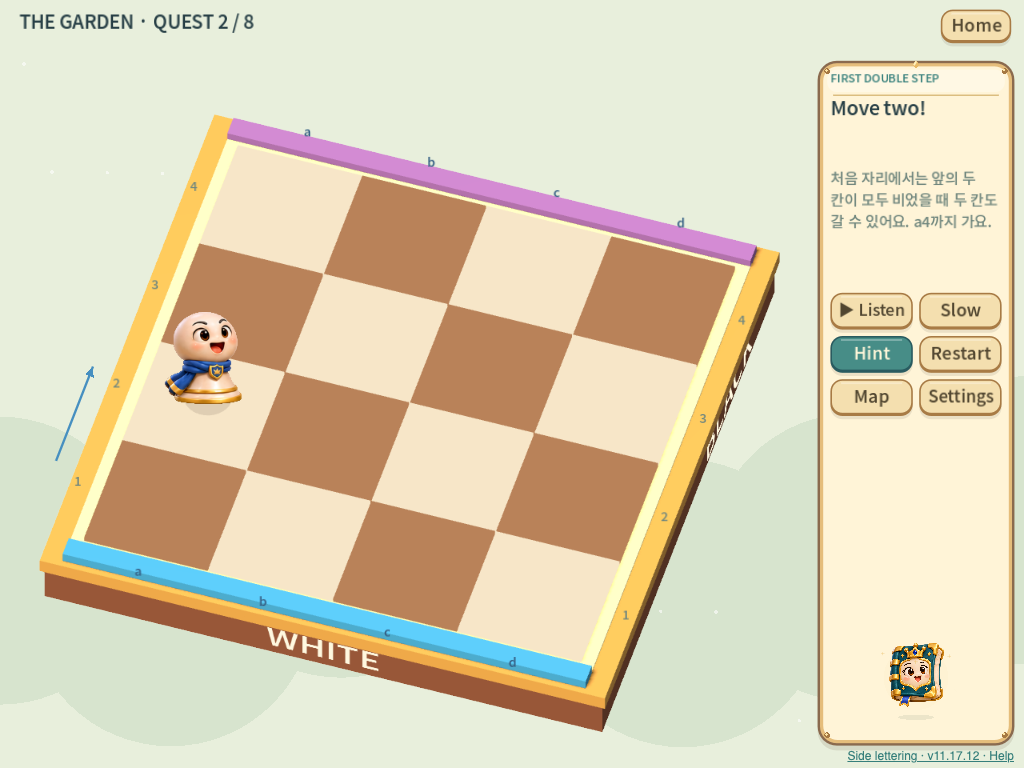 THE GARDEN · QUEST 2 / 8
Home
FIRST DOUBLE STEP
Move two!
처음 자리에서는 앞의 두
칸이 모두 비었을 때 두 칸도
갈 수 있어요. a4까지 가요.
▶ Listen
Slow
Hint
Restart
Map
Settings
a
b
c
d
4
3
2
1
4
3
2
1
a
b
c
d
WHITE
BLACK
Side lettering · v11.17.12 · Help